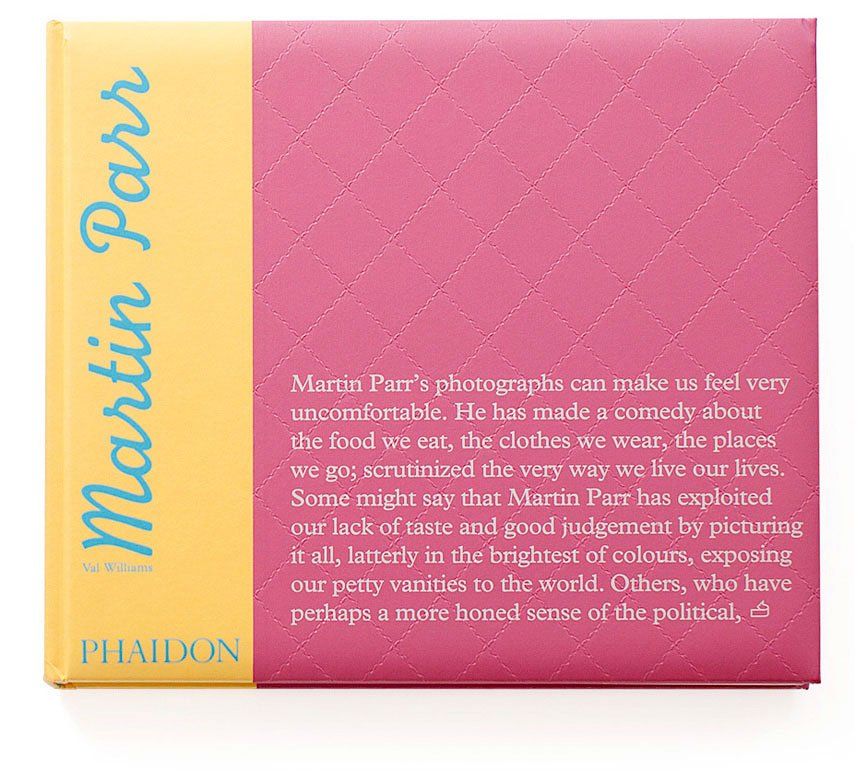 Martin Parr
Val Williams
PHAIDON
Martin Parr's photographs can make us feel very
uncomfortable. He has made a comedy about
the food we eat, the clothes we wear, the places
we go; scrutinized the very way we live our lives.
Some might say that Martin Parr has exploited
our lack of taste and good judgement by picturing
it all, latterly in the brightest of colours, exposing
our petty vanities to the world. Others, who have
perhaps a more honed sense of the political,